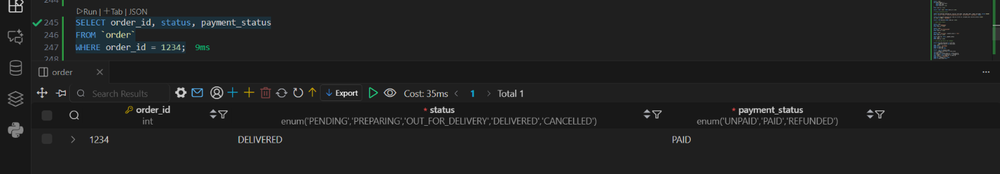 244
Run | + Tab | JSON
245 SELECT order_id, status, payment_status
246 FROM `order`
247 WHERE order_id = 1234; 9ms
248
order
Search Results Export Cost: 35ms < 1 > Total 1
order_id * status * payment_status
int enum('PENDING','PREPARING','OUT_FOR_DELIVERY','DELIVERED','CANCELLED') enum('UNPAID','PAID','REFUNDED')
1234 DELIVERED PAID